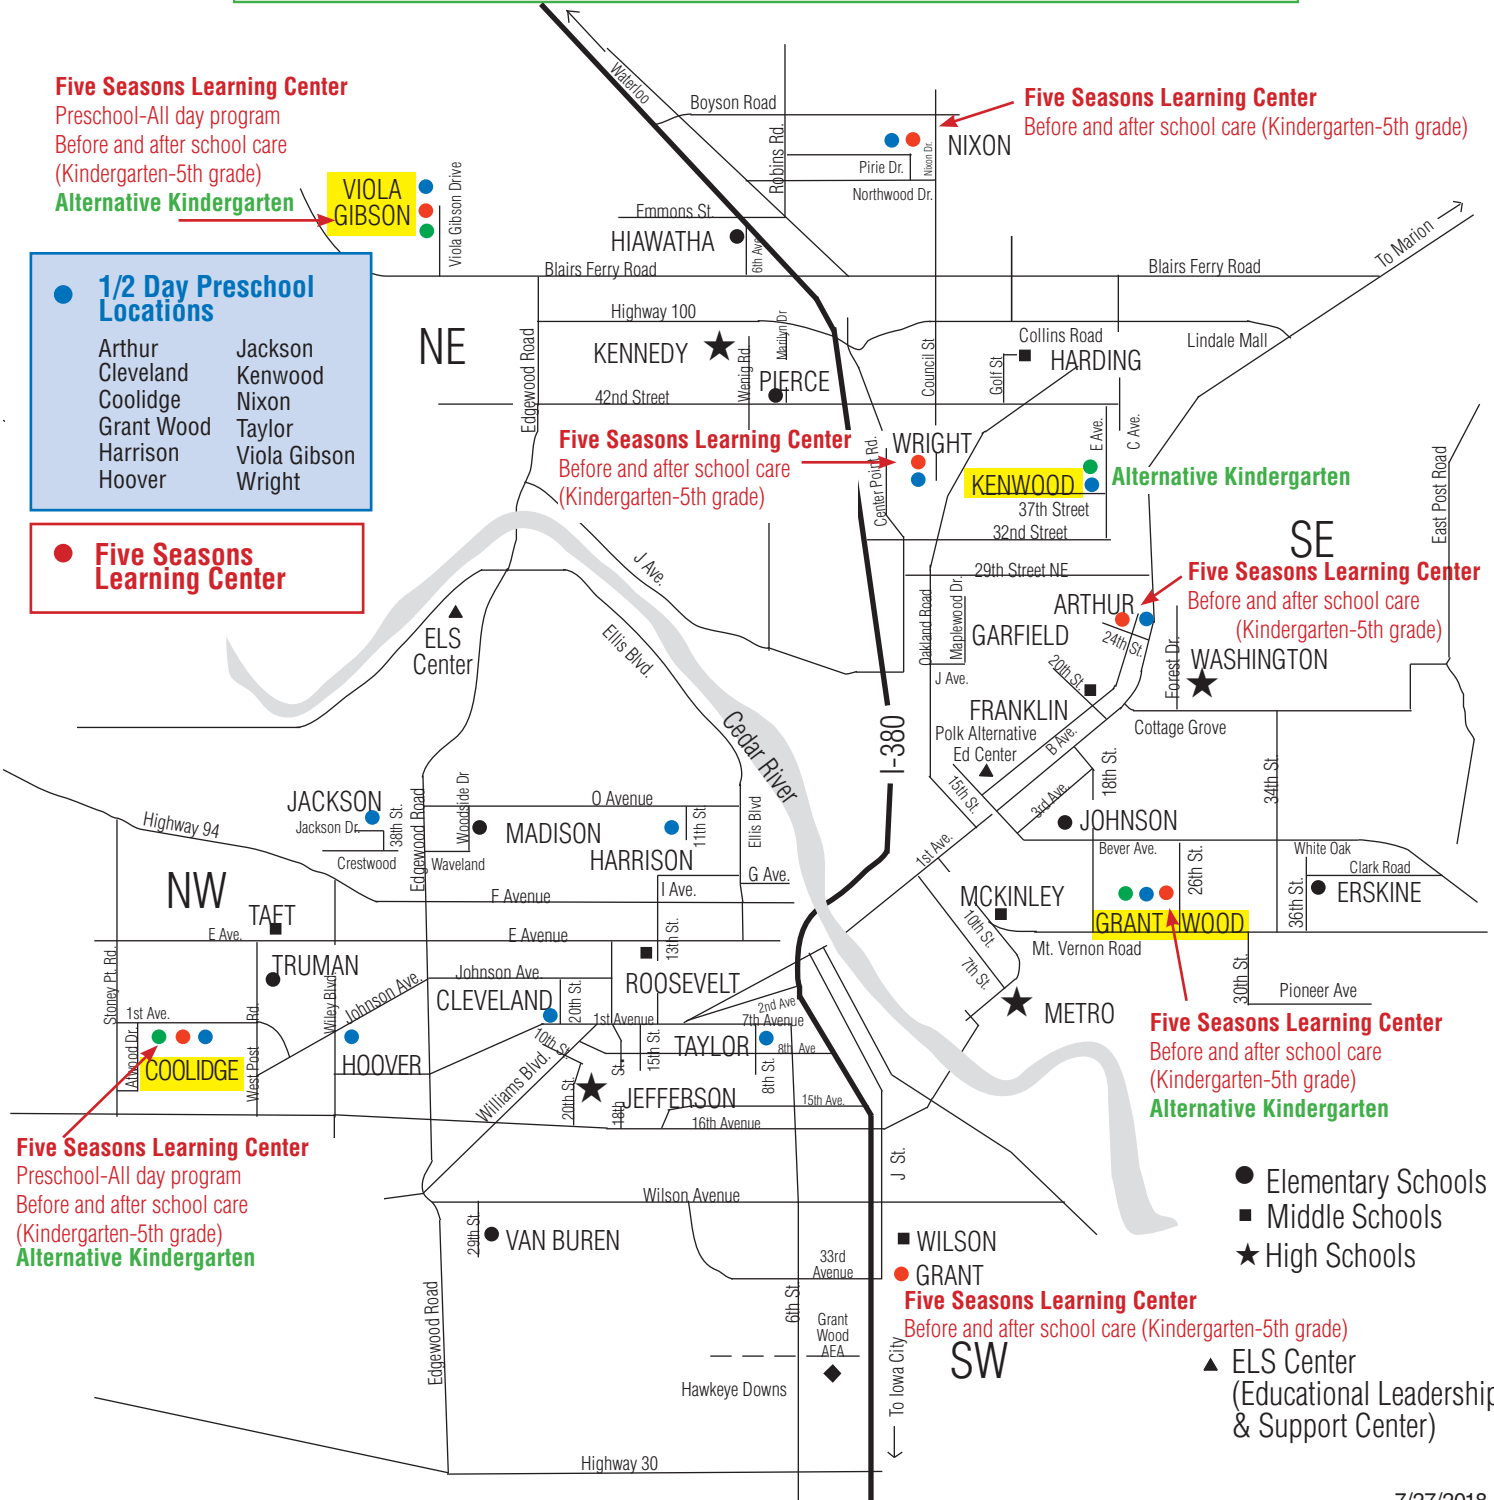 Five Seasons Learning Center
Preschool-All day program
Before and after school care
(Kindergarten-5th grade)
Alternative Kindergarten
VIOLA
GIBSON
Viola Gibson Drive
Waterloo
Boyson Road
Robins Rd.
Pirie Dr.
Nixon Dr.
Northwood Dr.
NIXON
Five Seasons Learning Center
Before and after school care (Kindergarten-5th grade)
Emmons St.
HIAWATHA
6th Ave
Blairs Ferry Road
Blairs Ferry Road
To Marion
1/2 Day Preschool
Locations
Arthur
Cleveland
Coolidge
Grant Wood
Harrison
Hoover
Jackson
Kenwood
Nixon
Taylor
Viola Gibson
Wright
Five Seasons
Learning Center
NE
Edgewood Road
Highway 100
KENNEDY
Wenig Rd.
Marilyn Dr
PIERCE
42nd Street
Council St
Golf St
Collins Road
HARDING
Lindale Mall
Five Seasons Learning Center
Before and after school care
(Kindergarten-5th grade)
Center Point Rd.
WRIGHT
E Ave.
C Ave.
KENWOOD
Alternative Kindergarten
37th Street
32nd Street
SE
East Post Road
29th Street NE
Five Seasons Learning Center
Before and after school care
(Kindergarten-5th grade)
ARTHUR
24th St.
GARFIELD
Oakland Road
Maplewood Dr.
J Ave.
20th St.
Forest Dr.
WASHINGTON
FRANKLIN
Cottage Grove
Polk Alternative
Ed Center
B Ave.
15th St.
3rd Ave.
18th St.
34th St.
J Ave.
ELS
Center
Ellis Blvd.
Cedar River
I-380
JACKSON
Jackson Dr.
38th St.
Crestwood
Edgewood Road
Woodside Dr
Waveland
O Avenue
MADISON
HARRISON
11th St.
Ellis Blvd
G Ave.
I Ave.
F Avenue
Highway 94
NW
TAFT
E Ave.
E Avenue
13th St.
1st Ave.
JOHNSON
Bever Ave.
26th St.
White Oak
Clark Road
36th St.
ERSKINE
MCKINLEY
10th St.
7th St.
GRANT WOOD
Mt. Vernon Road
30th St.
Pioneer Ave
METRO
Five Seasons Learning Center
Before and after school care
(Kindergarten-5th grade)
Alternative Kindergarten
Stoney Pt. Rd.
TRUMAN
Wiley Blvd
Johnson Ave.
Johnson Ave.
CLEVELAND
20th St.
ROOSEVELT
1st Ave.
Atwood Dr.
COOLIDGE
West Post
Rd.
HOOVER
10th St.
1st Avenue
2nd Ave
7th Avenue
8th Ave
15th St.
TAYLOR
8th St.
Williams Blvd.
20th St.
18th
St.
JEFFERSON
15th Ave.
16th Avenue
J St.
Five Seasons Learning Center
Preschool-All day program
Before and after school care
(Kindergarten-5th grade)
Alternative Kindergarten
Wilson Avenue
29th St.
VAN BUREN
33rd
Avenue
6th St.
Edgewood Road
WILSON
GRANT
Five Seasons Learning Center
Before and after school care (Kindergarten-5th grade)
Grant
Wood
AEA
Hawkeye Downs
To Iowa City
SW
Highway 30
Elementary Schools
Middle Schools
High Schools
ELS Center
(Educational Leadership
& Support Center)
7/27/2018